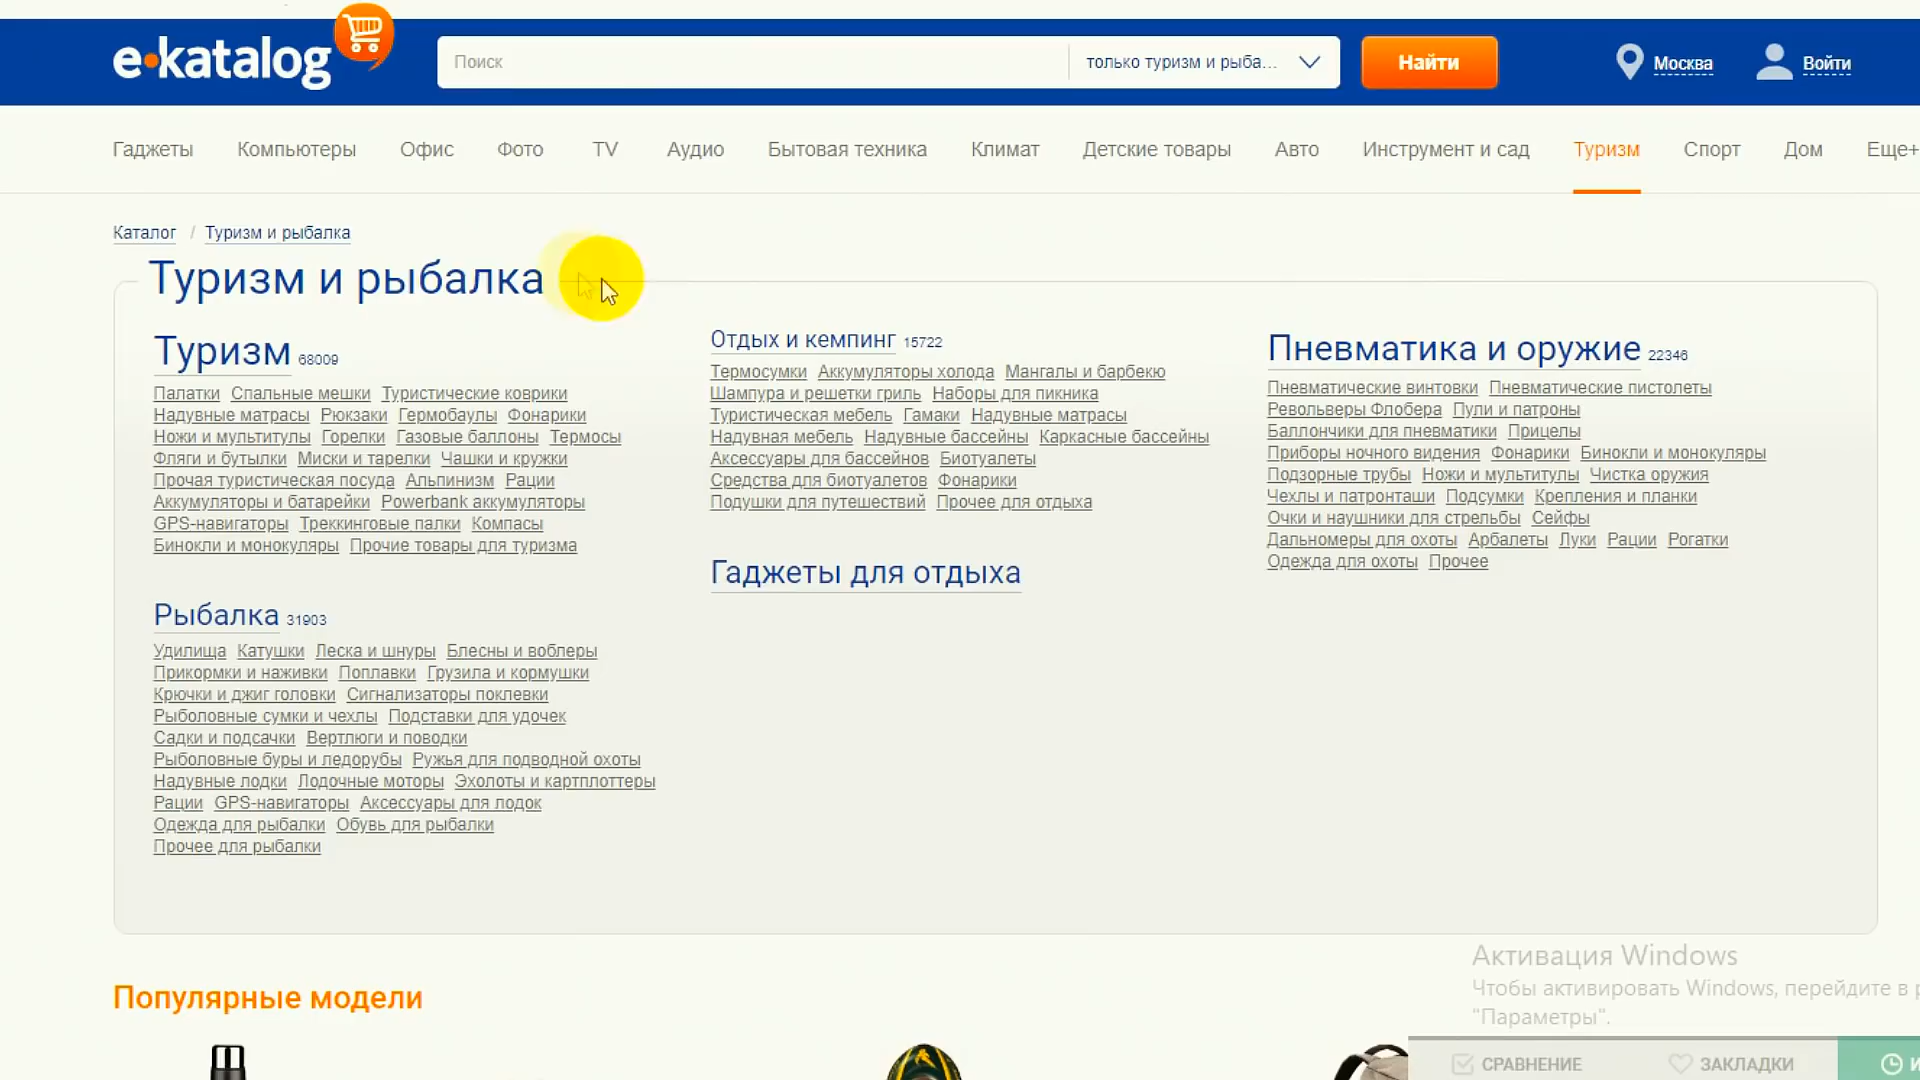 e•katalog
Поиск
только туризм и рыба...
Найти
Москва
Войти
Гаджеты Компьютеры Офис Фото TV Аудио Бытовая техника Климат Детские товары Авто Инструмент и сад Туризм Спорт Дом Еще+
Каталог / Туризм и рыбалка
Туризм и рыбалка
Туризм 68009
Палатки Спальные мешки Туристические коврики
Надувные матрасы Рюкзаки Гермобаулы Фонарики
Ножи и мультитулы Горелки Газовые баллоны Термосы
Фляги и бутылки Миски и тарелки Чашки и кружки
Прочая туристическая посуда Альпинизм Рации
Аккумуляторы и батарейки Powerbank аккумуляторы
GPS-навигаторы Треккинговые палки Компасы
Бинокли и монокуляры Прочие товары для туризма
Рыбалка 31903
Удилища Катушки Леска и шнуры Блесны и воблеры
Прикормки и наживки Поплавки Грузила и кормушки
Крючки и джиг головки Сигнализаторы поклевки
Рыболовные сумки и чехлы Подставки для удочек
Садки и подсачки Вертлюги и поводки
Рыболовные буры и ледорубы Ружья для подводной охоты
Надувные лодки Лодочные моторы Эхолоты и картплоттеры
Рации GPS-навигаторы Аксессуары для лодок
Одежда для рыбалки Обувь для рыбалки
Прочее для рыбалки
Отдых и кемпинг 15722
Термосумки Аккумуляторы холода Мангалы и барбекю
Шампура и решетки гриль Наборы для пикника
Туристическая мебель Гамаки Надувные матрасы
Надувная мебель Надувные бассейны Каркасные бассейны
Аксессуары для бассейнов Биотуалеты
Средства для биотуалетов Фонарики
Подушки для путешествий Прочее для отдыха
Гаджеты для отдыха
Пневматика и оружие 22346
Пневматические винтовки Пневматические пистолеты
Револьверы Флобера Пули и патроны
Баллончики для пневматики Прицелы
Приборы ночного видения Фонарики Бинокли и монокуляры
Подзорные трубы Ножи и мультитулы Чистка оружия
Чехлы и патронташи Подсумки Крепления и планки
Очки и наушники для стрельбы Сейфы
Дальномеры для охоты Арбалеты Луки Рации Рогатки
Одежда для охоты Прочее
Популярные модели
Активация Windows
Чтобы активировать Windows, перейдите в
"Параметры".
СРАВНЕНИЕ
ЗАКЛАДКИ